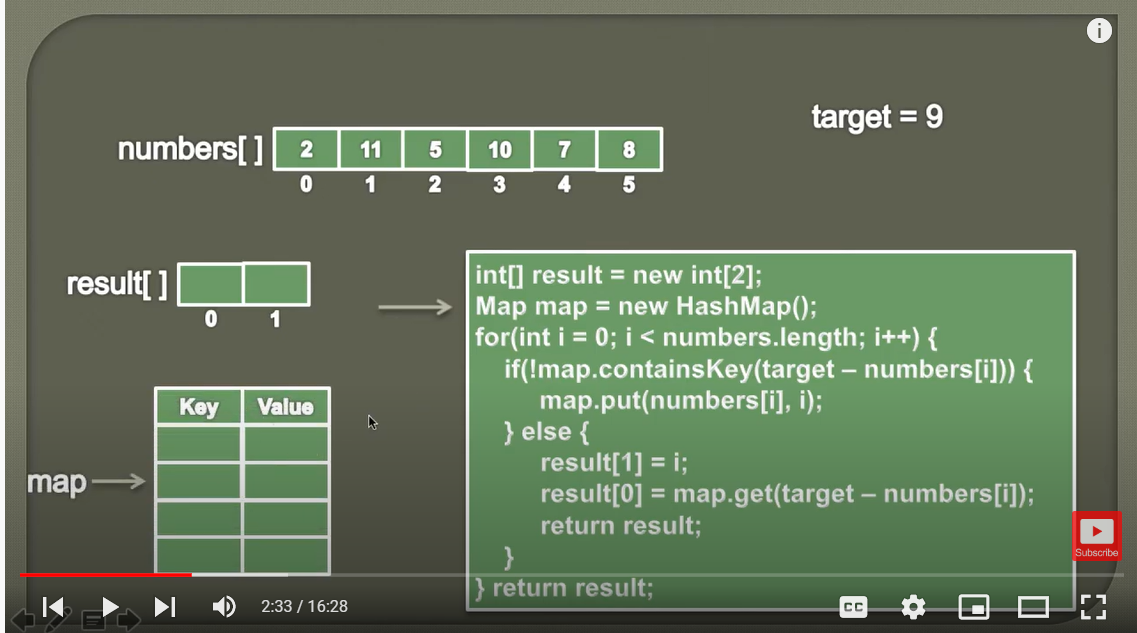 target = 9
numbers[ ] 2 11 5 10 7 8
0 1 2 3 4 5
result[ ]
0 1
int[] result = new int[2];
Map map = new HashMap();
for(int i = 0; i < numbers.length; i++) {
if(!map.containsKey(target – numbers[i])) {
map.put(numbers[i], i);
} else {
result[1] = i;
result[0] = map.get(target – numbers[i]);
return result;
}
} return result;
Key Value
map
Subscribe
2:33 / 16:28
CC